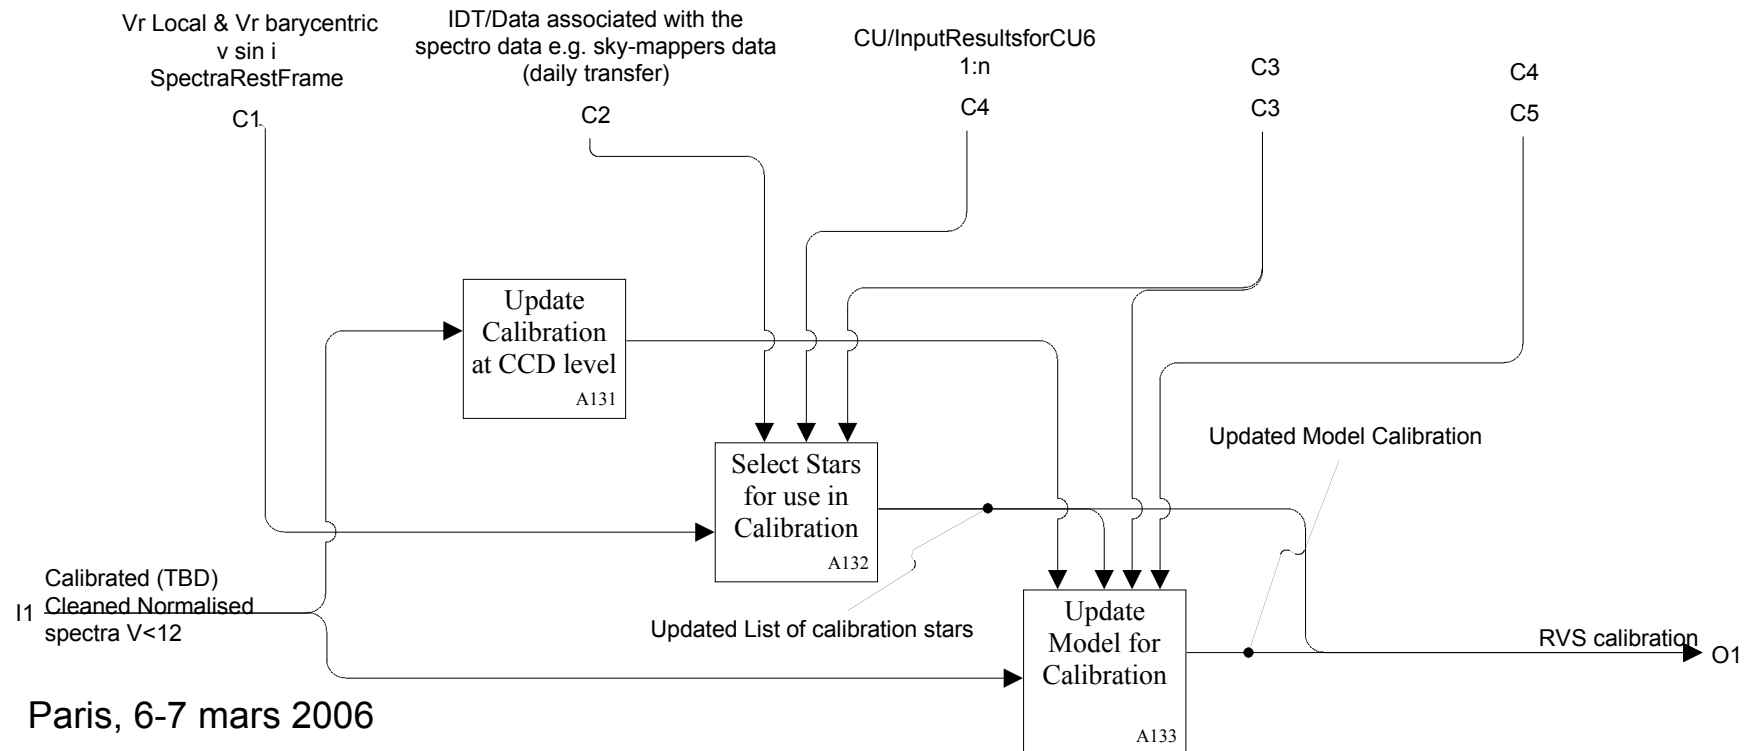 Vr Local & Vr barycentric
v sin i
SpectraRestFrame
C1
IDT/Data associated with the
spectro data e.g. sky-mappers data
(daily transfer)
C2
CU/InputResultsforCU6
1:n
C4
C3
C3
C4
C5
Update
Calibration
at CCD level
A131
Select Stars
for use in
Calibration
A132
Updated Model Calibration
I1
Calibrated (TBD)
Cleaned Normalised
spectra V<12
Updated List of calibration stars
Update
Model for
Calibration
A133
RVS calibration
O1
Paris, 6-7 mars 2006